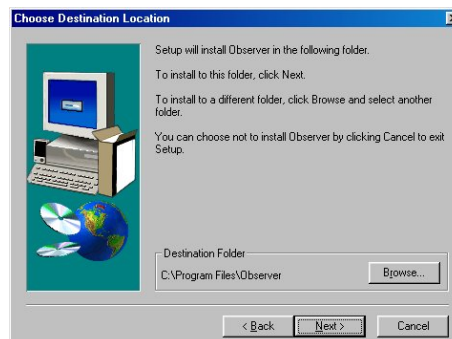 Choose Destination Location
Setup will install Observer in the following folder.
To install to this folder, click Next.
To install to a different folder, click Browse and select another
folder.
You can choose not to install Observer by clicking Cancel to exit
Setup.
Destination Folder
C:\Program Files\Observer
Browse...
< Back
Next >
Cancel